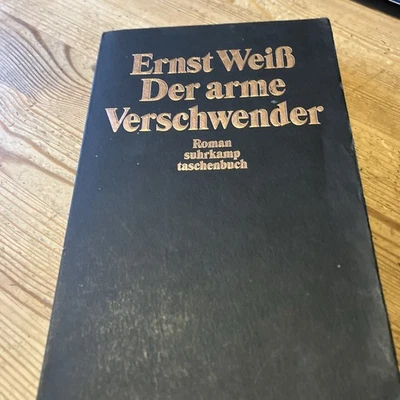 Ernst Weiß
Der arme
Verschwender
Roman
suhrkamp
taschenbuch